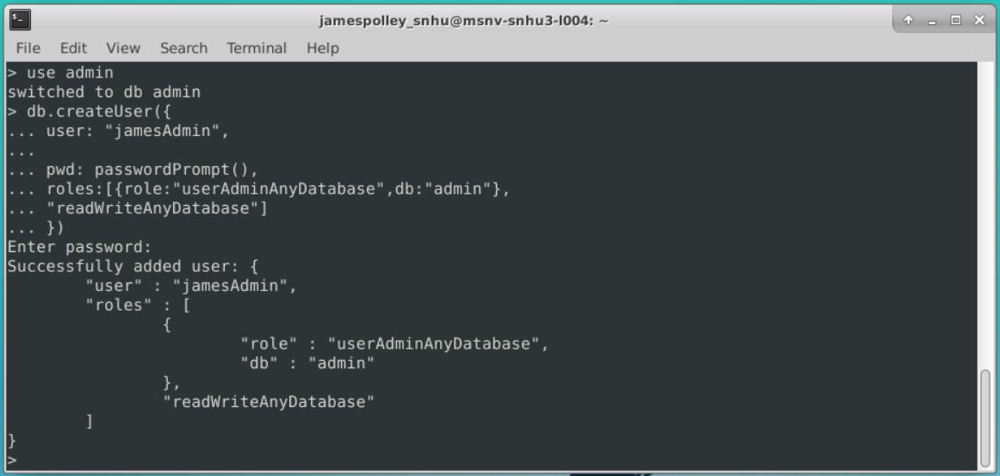 jamespolley_snhu@msnv-snhu3-l004: ~
File Edit View Search Terminal Help
> use admin
switched to db admin
> db.createUser({
... user: "jamesAdmin",
...
... pwd: passwordPrompt(),
... roles:[{role:"userAdminAnyDatabase",db:"admin"},
... "readWriteAnyDatabase"]
... })
Enter password:
Successfully added user: {
        "user" : "jamesAdmin",
        "roles" : [
                {
                        "role" : "userAdminAnyDatabase",
                        "db" : "admin"
                },
                "readWriteAnyDatabase"
        ]
}
>